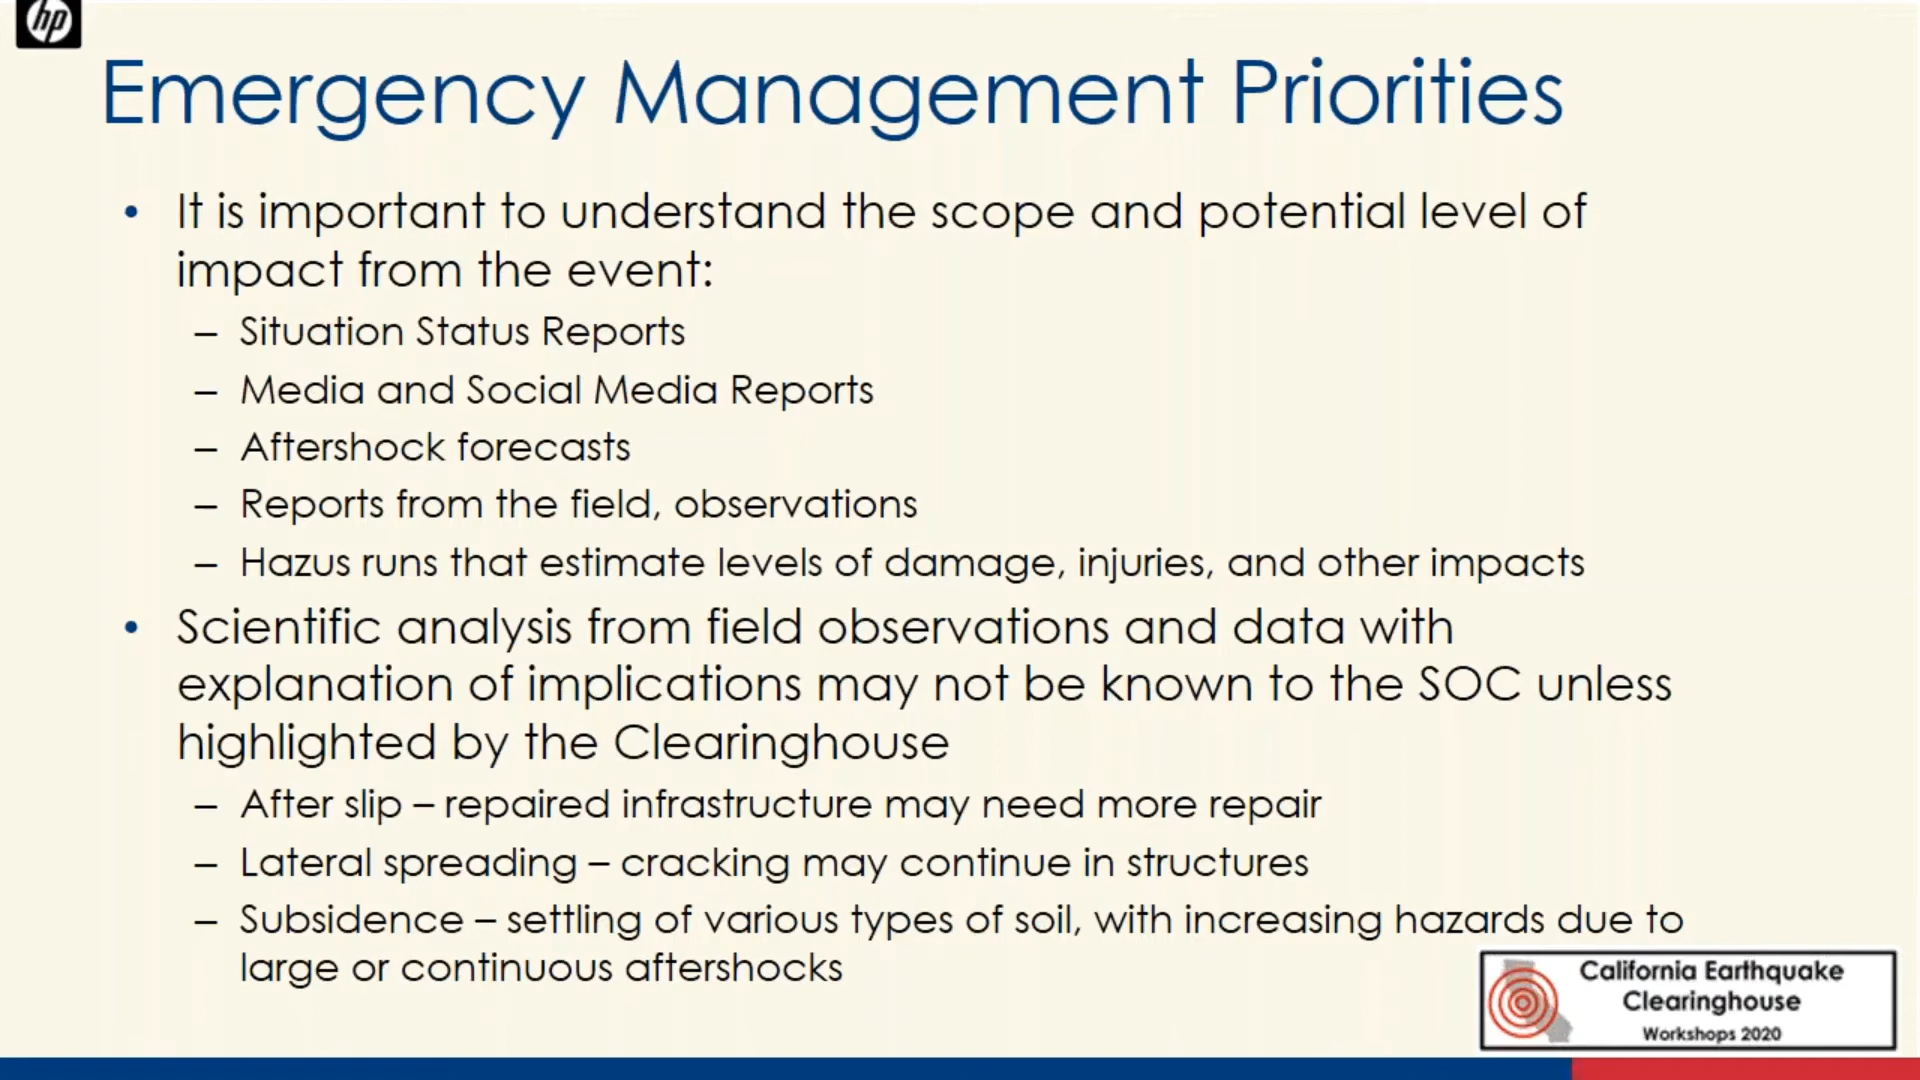 hp
Emergency Management Priorities
• It is important to understand the scope and potential level of
impact from the event:
– Situation Status Reports
– Media and Social Media Reports
– Aftershock forecasts
– Reports from the field, observations
– Hazus runs that estimate levels of damage, injuries, and other impacts
• Scientific analysis from field observations and data with
explanation of implications may not be known to the SOC unless
highlighted by the Clearinghouse
– After slip – repaired infrastructure may need more repair
– Lateral spreading – cracking may continue in structures
– Subsidence – settling of various types of soil, with increasing hazards due to
large or continuous aftershocks
California Earthquake
Clearinghouse
Workshops 2020